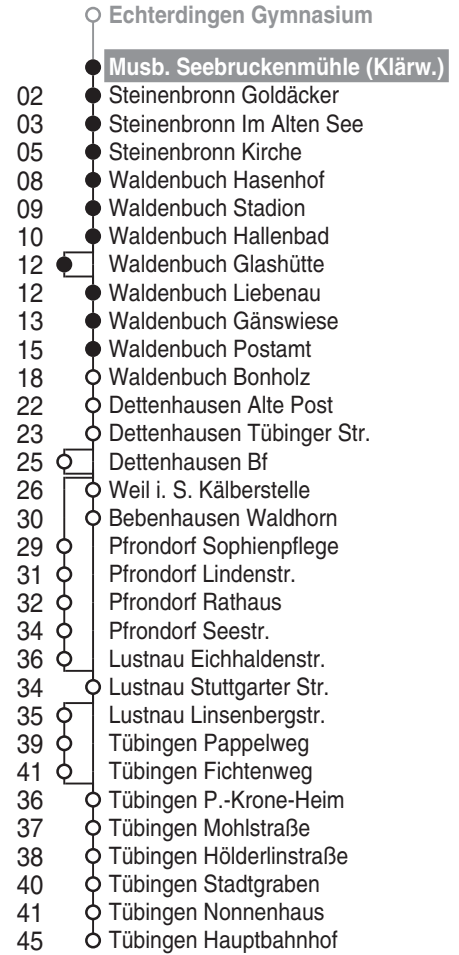 Echterdingen Gymnasium
Musb. Seebruckenmühle (Klärw.)
02 Steinenbronn Goldäcker
03 Steinenbronn Im Alten See
05 Steinenbronn Kirche
08 Waldenbuch Hasenhof
09 Waldenbuch Stadion
10 Waldenbuch Hallenbad
12 Waldenbuch Glashütte
12 Waldenbuch Liebenau
13 Waldenbuch Gänswiese
15 Waldenbuch Postamt
18 Waldenbuch Bonholz
22 Dettenhausen Alte Post
23 Dettenhausen Tübinger Str.
25 Dettenhausen Bf
26 Weil i. S. Kälberstelle
30 Bebenhausen Waldhorn
29 Pfrondorf Sophienpflege
31 Pfrondorf Lindenstr.
32 Pfrondorf Rathaus
34 Pfrondorf Seestr.
36 Lustnau Eichhaldenstr.
34 Lustnau Stuttgarter Str.
35 Lustnau Linsenbergstr.
39 Tübingen Pappelweg
41 Tübingen Fichtenweg
36 Tübingen P.-Krone-Heim
37 Tübingen Mohlstraße
38 Tübingen Hölderlinstraße
40 Tübingen Stadtgraben
41 Tübingen Nonnenhaus
45 Tübingen Hauptbahnhof